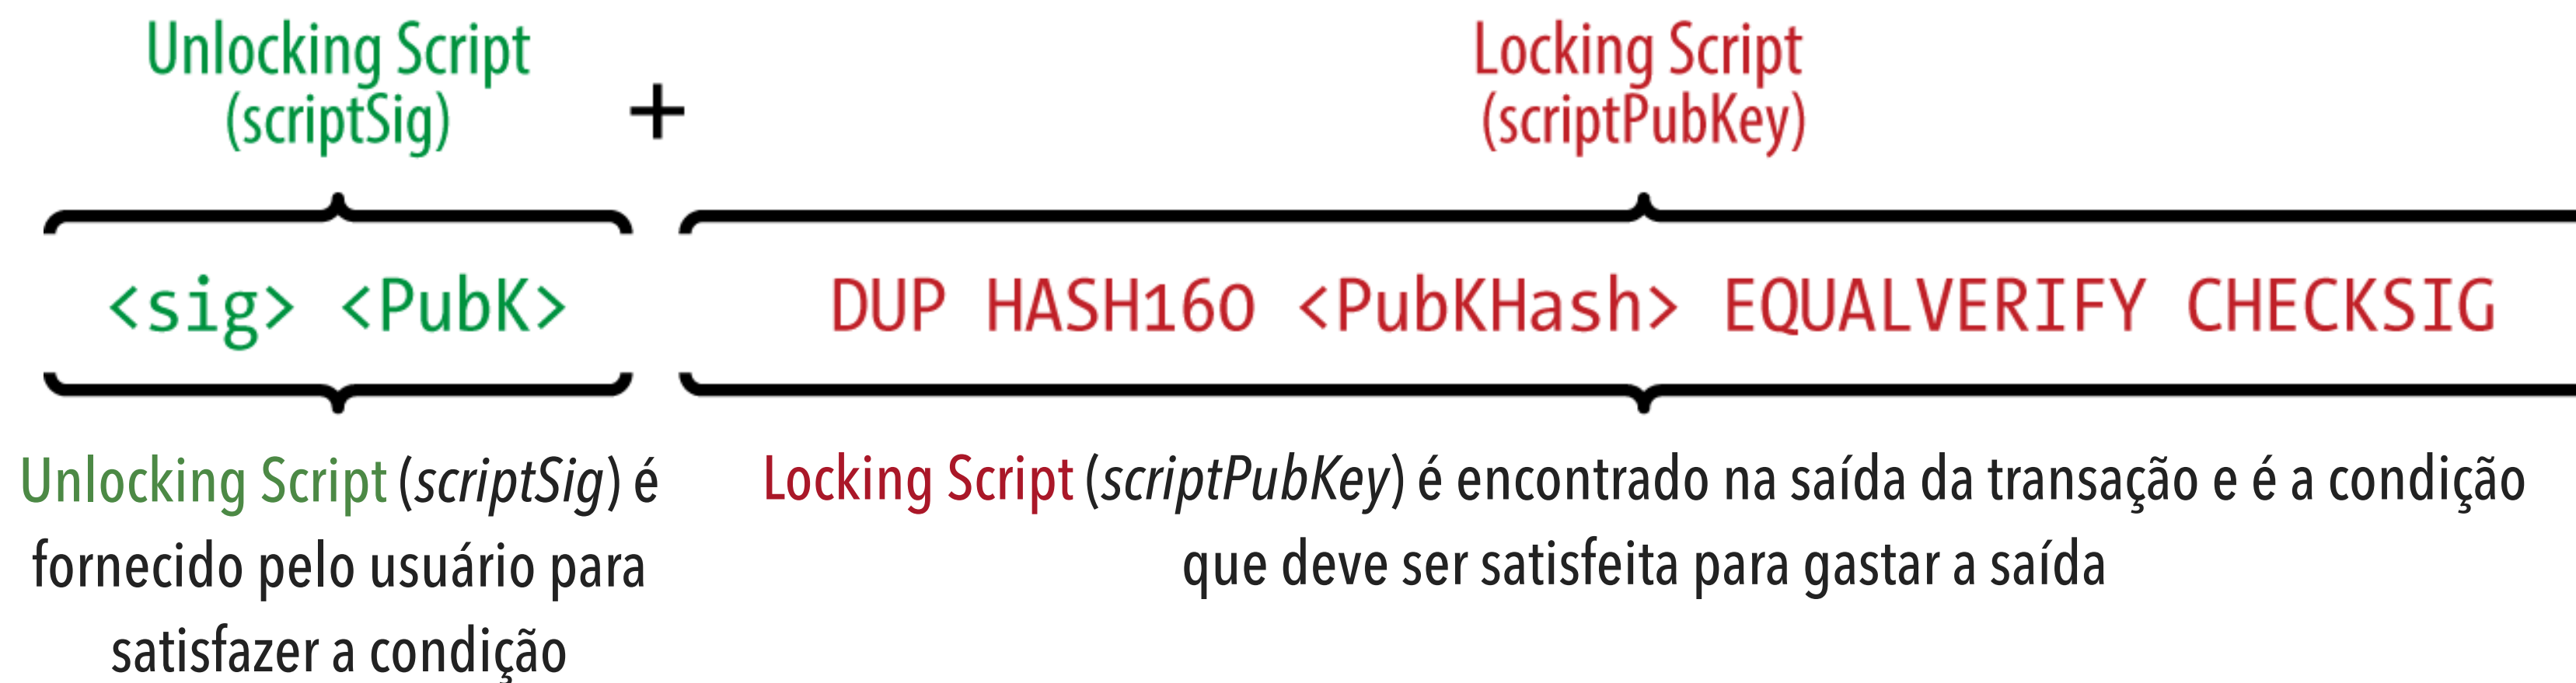 Unlocking Script
(scriptSig)
+
Locking Script
(scriptPubKey)
<sig> <PubK>
DUP HASH160 <PubKHash> EQUALVERIFY CHECKSIG
Unlocking Script (scriptSig) é
fornecido pelo usuário para
satisfazer a condição
Locking Script (scriptPubKey) é encontrado na saída da transação e é a condição
que deve ser satisfeita para gastar a saída